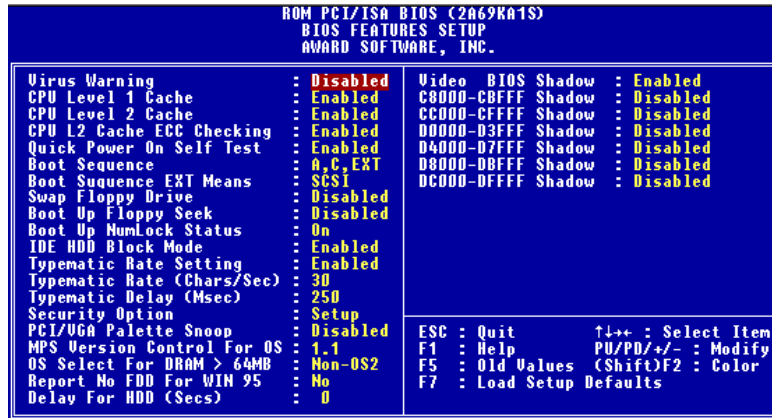 ROM PCI/ISA BIOS (2A69KA1S)
BIOS FEATURES SETUP
AWARD SOFTWARE, INC.
Virus Warning : Disabled
CPU Level 1 Cache : Enabled
CPU Level 2 Cache : Enabled
CPU L2 Cache ECC Checking : Enabled
Quick Power On Self Test : Enabled
Boot Sequence : A,C,EXT
Boot Suquence EXT Means : SCSI
Swap Floppy Drive : Disabled
Boot Up Floppy Seek : Disabled
Boot Up NumLock Status : On
IDE HDD Block Mode : Enabled
Typematic Rate Setting : Enabled
Typematic Rate (Chars/Sec) : 30
Typematic Delay (Msec) : 250
Security Option : Setup
PCI/VGA Palette Snoop : Disabled
MPS Version Control For OS : 1.1
OS Select For DRAM > 64MB : Non-OS2
Report No FDD For WIN 95 : No
Delay For HDD (Secs) : 0
Video BIOS Shadow : Enabled
C8000-CBFFF Shadow : Disabled
CC000-CFFFF Shadow : Disabled
D0000-D3FFF Shadow : Disabled
D4000-D7FFF Shadow : Disabled
D8000-DBFFF Shadow : Disabled
DC000-DFFFF Shadow : Disabled
ESC : Quit ↑↓→← : Select Item
F1 : Help PU/PD/+/- : Modify
F5 : Old Values (Shift)F2 : Color
F7 : Load Setup Defaults